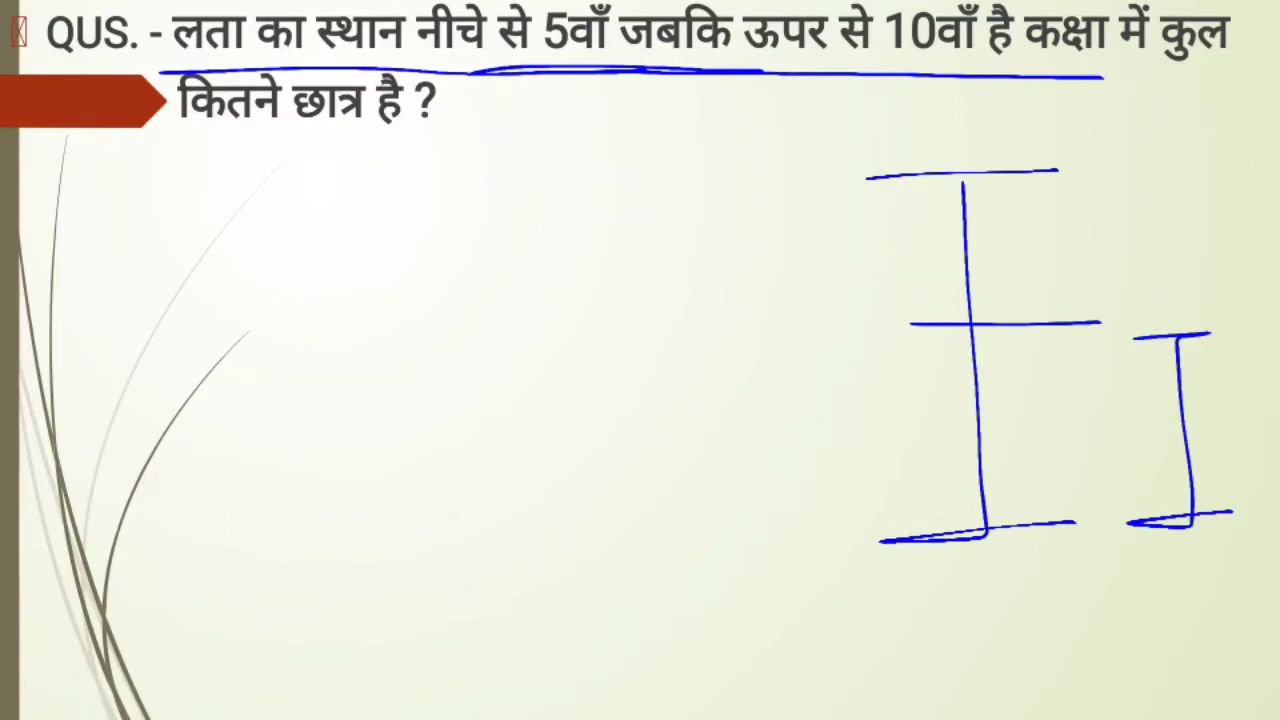 QUS. - लता का स्थान नीचे से 5वाँ जबकि ऊपर से 10वाँ है कक्षा में कुल
कितने छात्र है ?